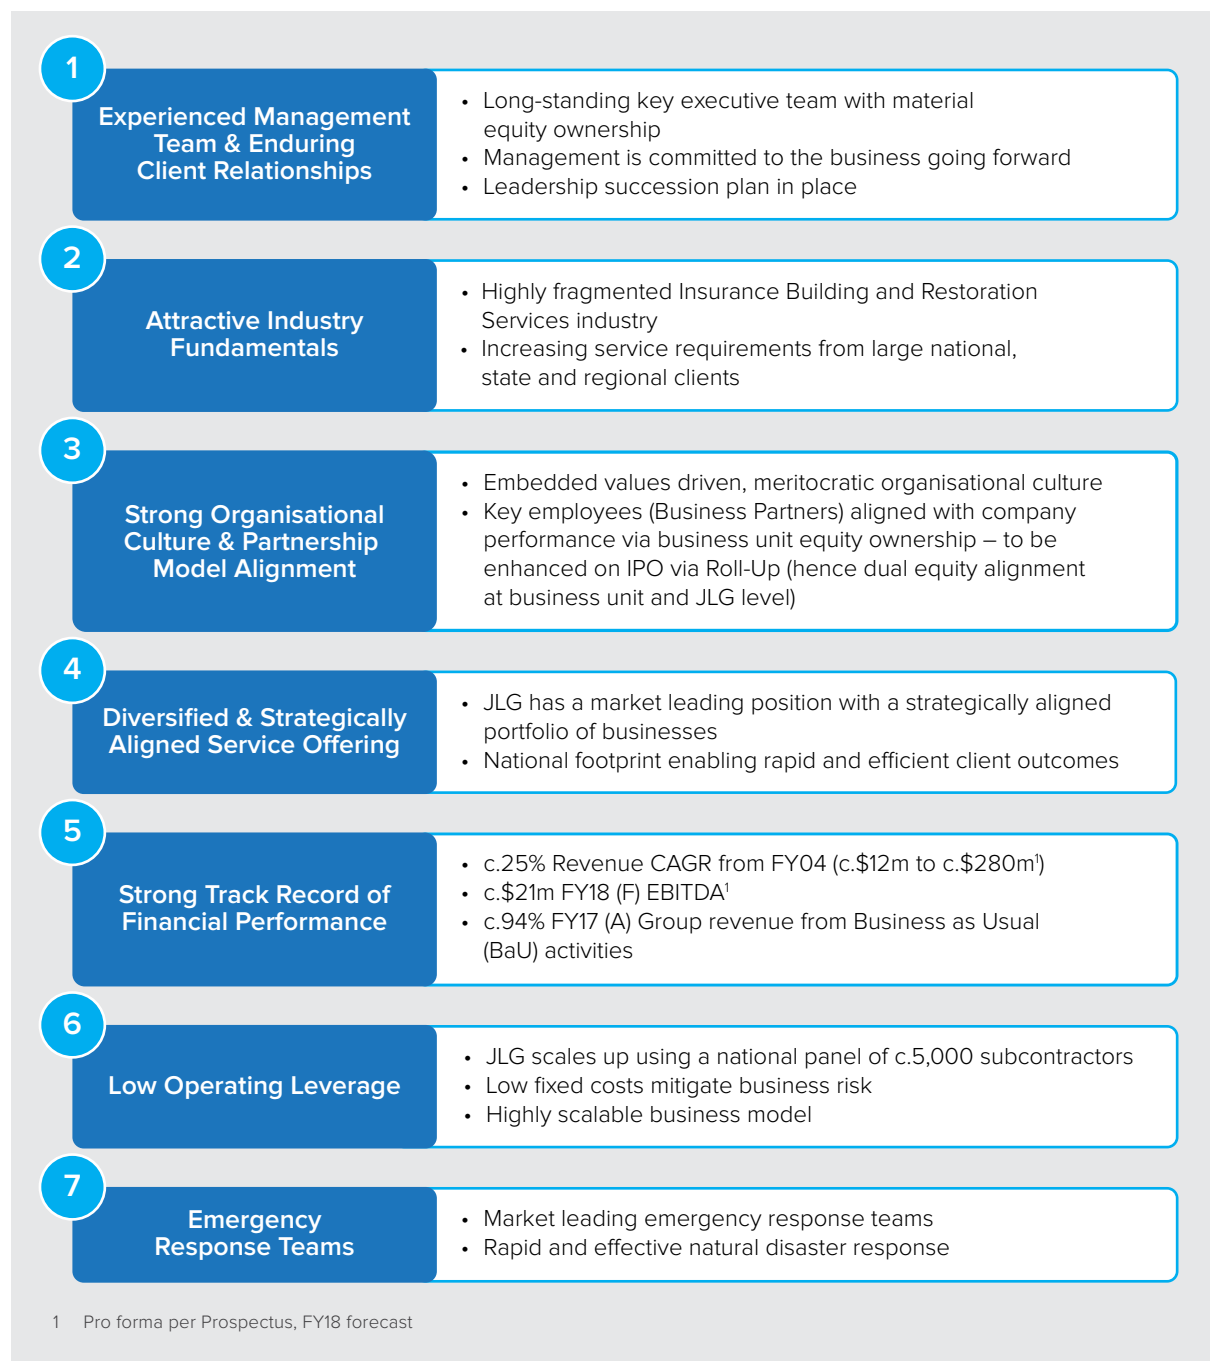 1
Experienced Management
Team & Enduring
Client Relationships
• Long-standing key executive team with material
equity ownership
• Management is committed to the business going forward
• Leadership succession plan in place
2
Attractive Industry
Fundamentals
• Highly fragmented Insurance Building and Restoration
Services industry
• Increasing service requirements from large national,
state and regional clients
3
Strong Organisational
Culture & Partnership
Model Alignment
• Embedded values driven, meritocratic organisational culture
• Key employees (Business Partners) aligned with company
performance via business unit equity ownership – to be
enhanced on IPO via Roll-Up (hence dual equity alignment
at business unit and JLG level)
4
Diversified & Strategically
Aligned Service Offering
• JLG has a market leading position with a strategically aligned
portfolio of businesses
• National footprint enabling rapid and efficient client outcomes
5
Strong Track Record of
Financial Performance
• c.25% Revenue CAGR from FY04 (c.$12m to c.$280m¹)
• c.$21m FY18 (F) EBITDA¹
• c.94% FY17 (A) Group revenue from Business as Usual
(BaU) activities
6
Low Operating Leverage
• JLG scales up using a national panel of c.5,000 subcontractors
• Low fixed costs mitigate business risk
• Highly scalable business model
7
Emergency
Response Teams
• Market leading emergency response teams
• Rapid and effective natural disaster response
1 Pro forma per Prospectus, FY18 forecast